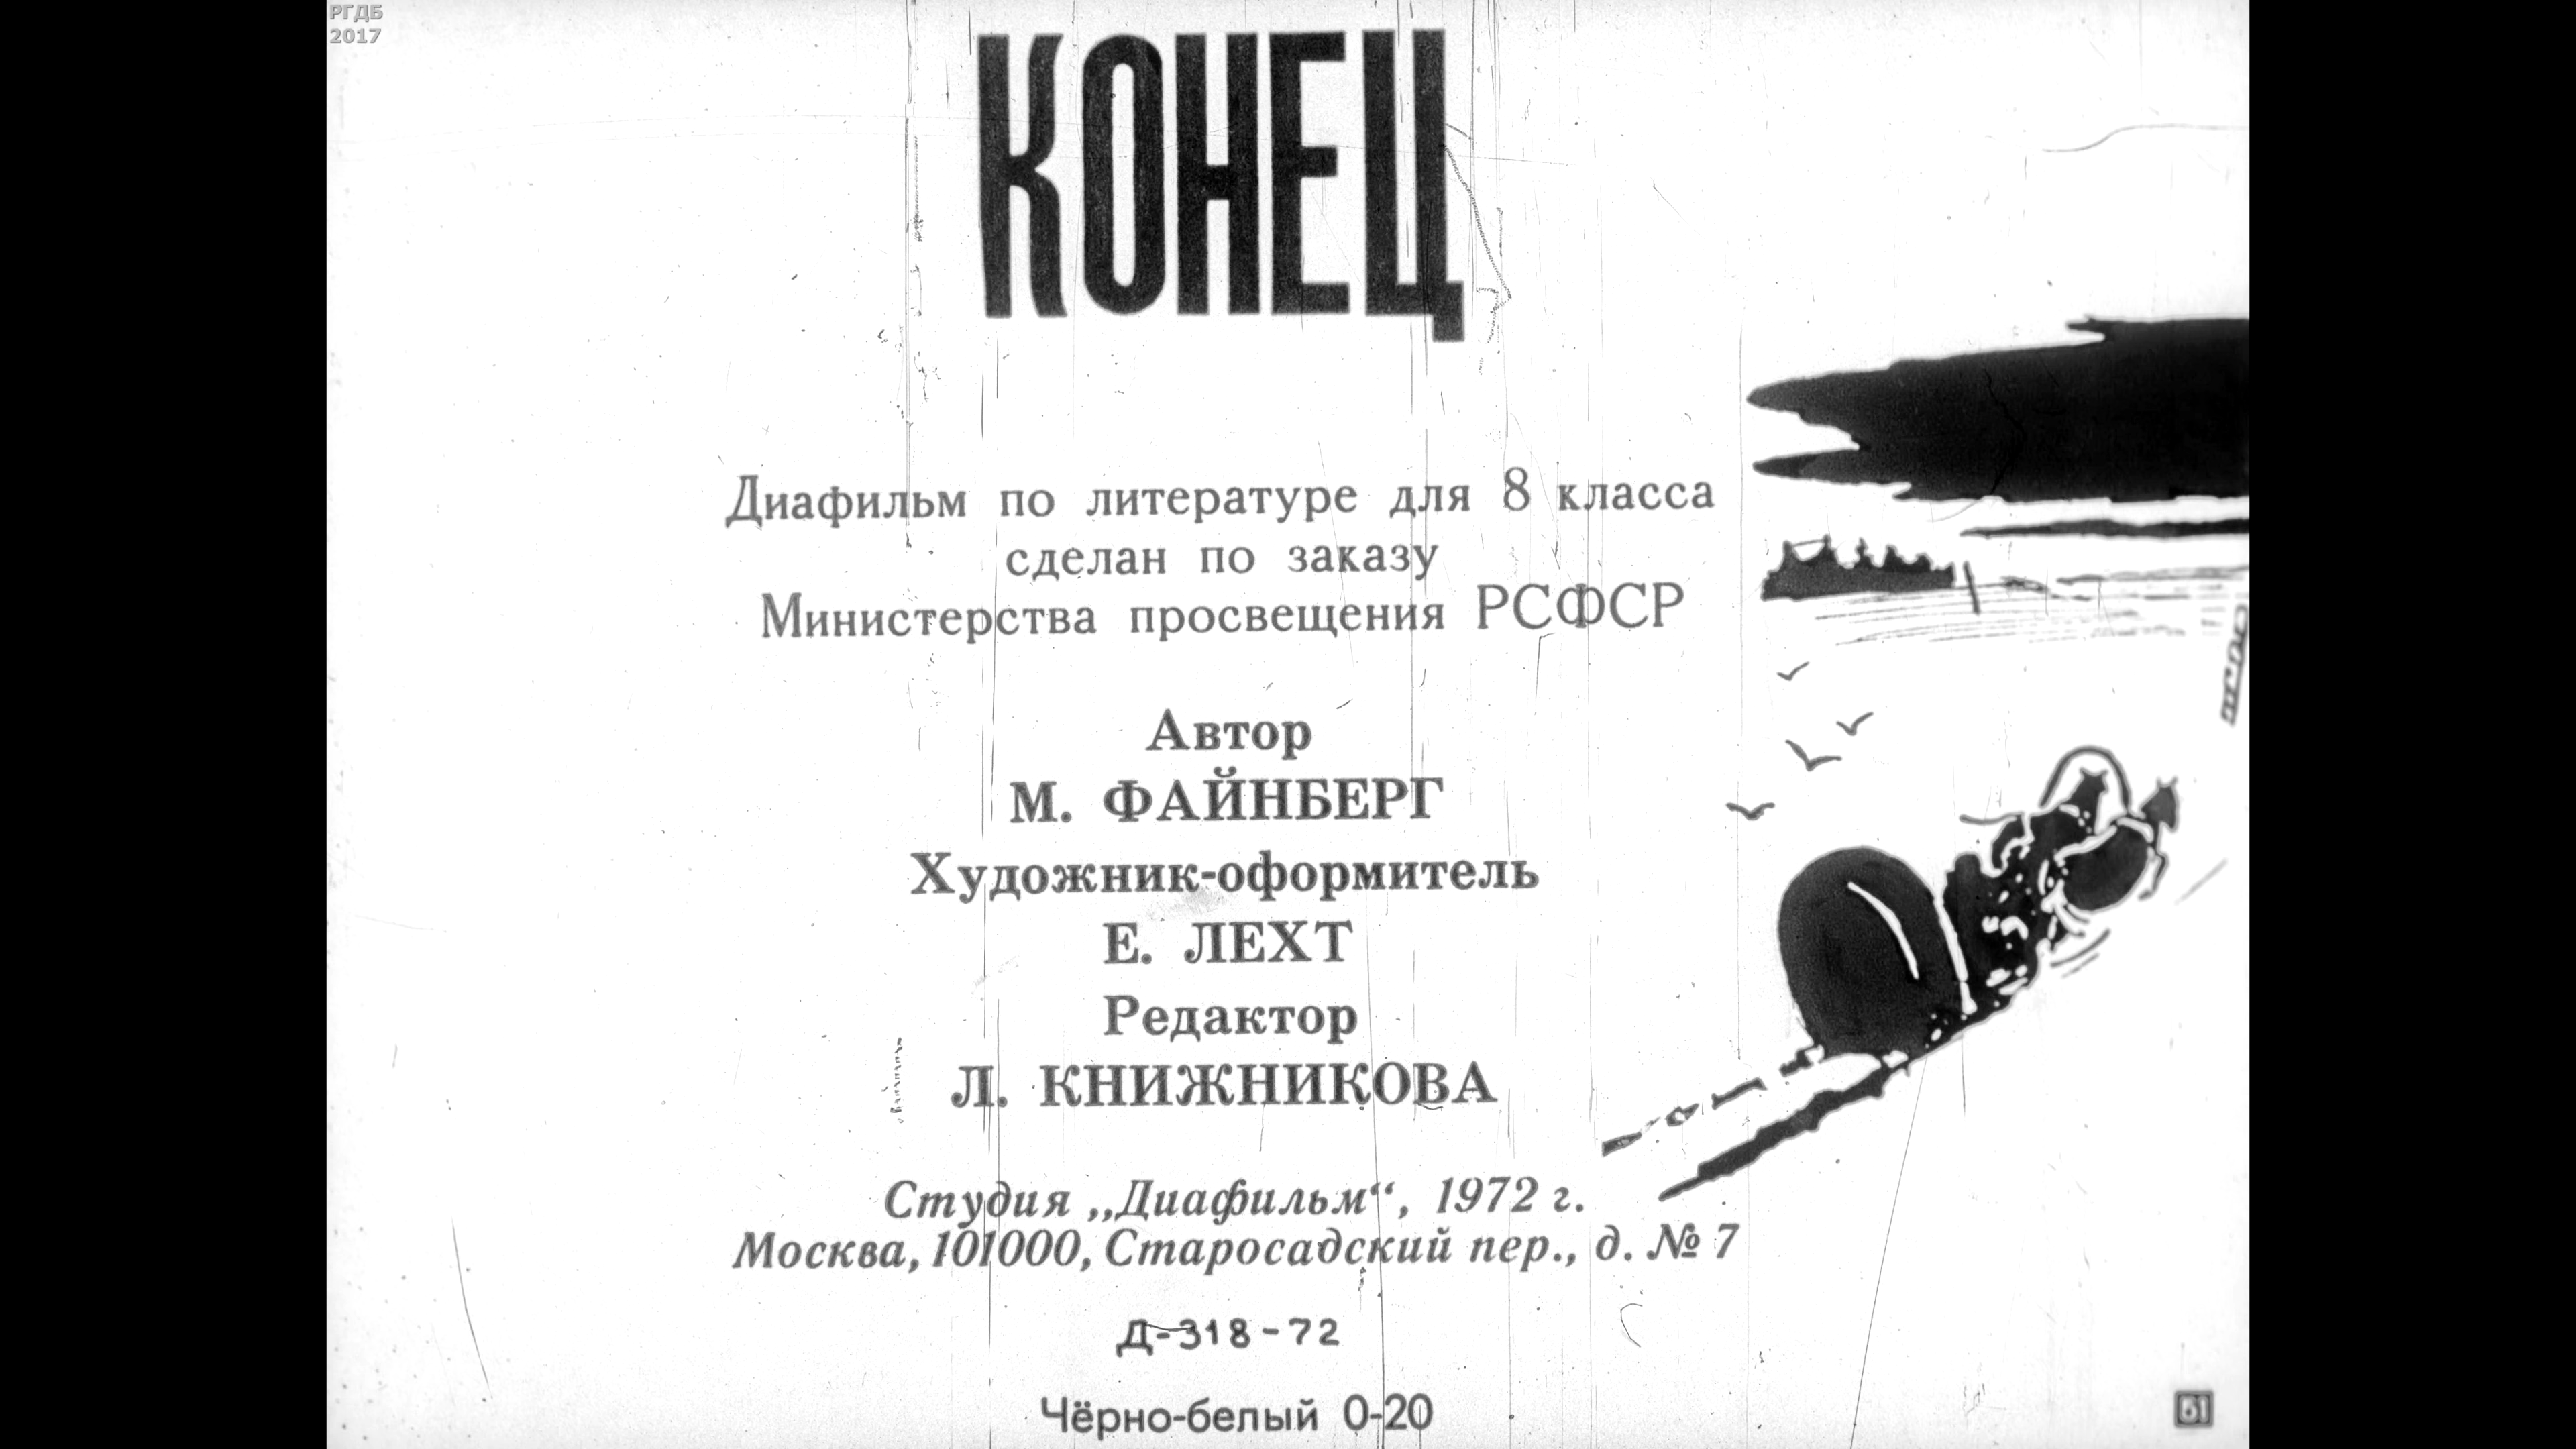 РГДБ
2017
КОНЕЦ
Диафильм по литературе для 8 класса
сделан по заказу
Министерства просвещения РСФСР
Автор
М. ФАЙНБЕРГ
Художник-оформитель
Е. ЛЕХТ
Редактор
Л. КНИЖНИКОВА
Студия „Диафильм“, 1972 г.
Москва, 101000, Старосадский пер., д. № 7
Д-318-72
Чёрно-белый 0-20
61